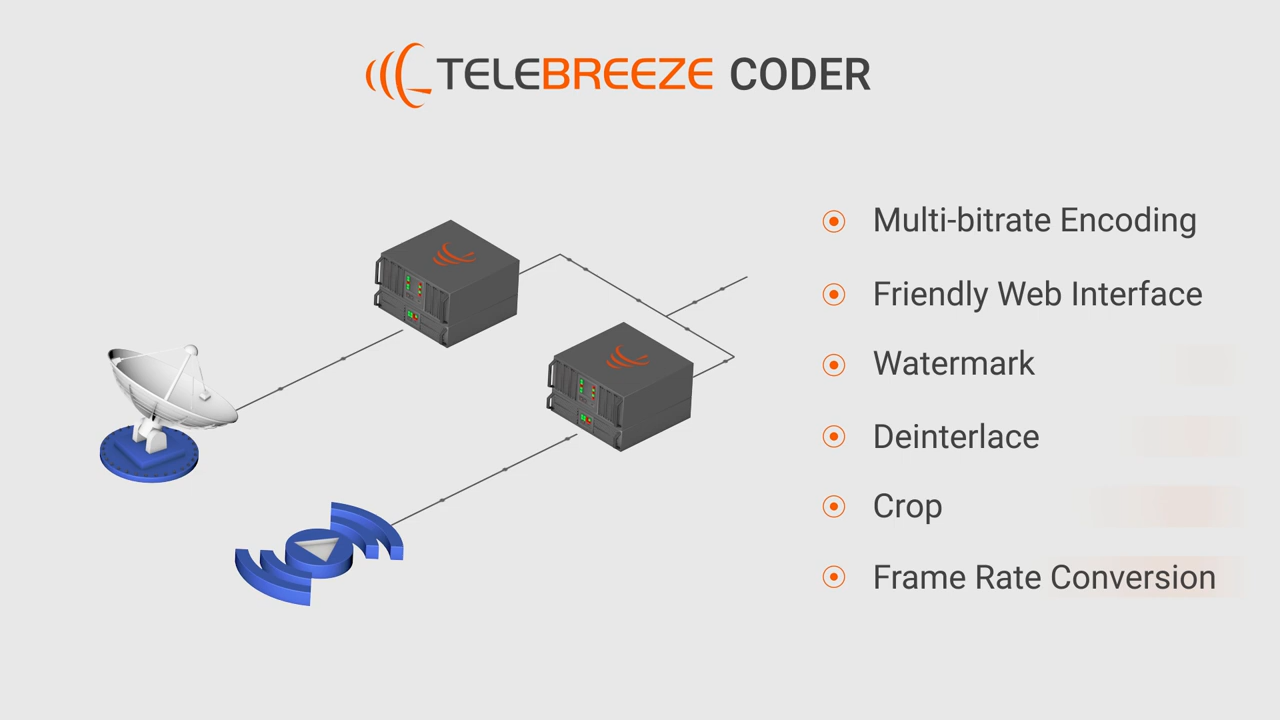 TELEBREEZE CODER
Multi-bitrate Encoding
Friendly Web Interface
Watermark
Deinterlace
Crop
Frame Rate Conversion